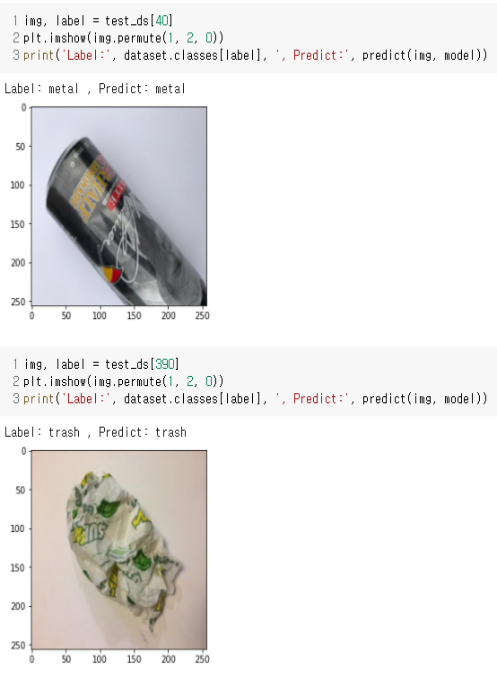 1 img, label = test_ds[40]
2 plt.imshow(img.permute(1, 2, 0))
3 print('Label:', dataset.classes[label], ', Predict:', predict(img, model))
Label: metal , Predict: metal
0
50
100
150
200
250
0 50 100 150 200 250
1 img, label = test_ds[390]
2 plt.imshow(img.permute(1, 2, 0))
3 print('Label:', dataset.classes[label], ', Predict:', predict(img, model))
Label: trash , Predict: trash
0
50
100
150
200
250
0 50 100 150 200 250